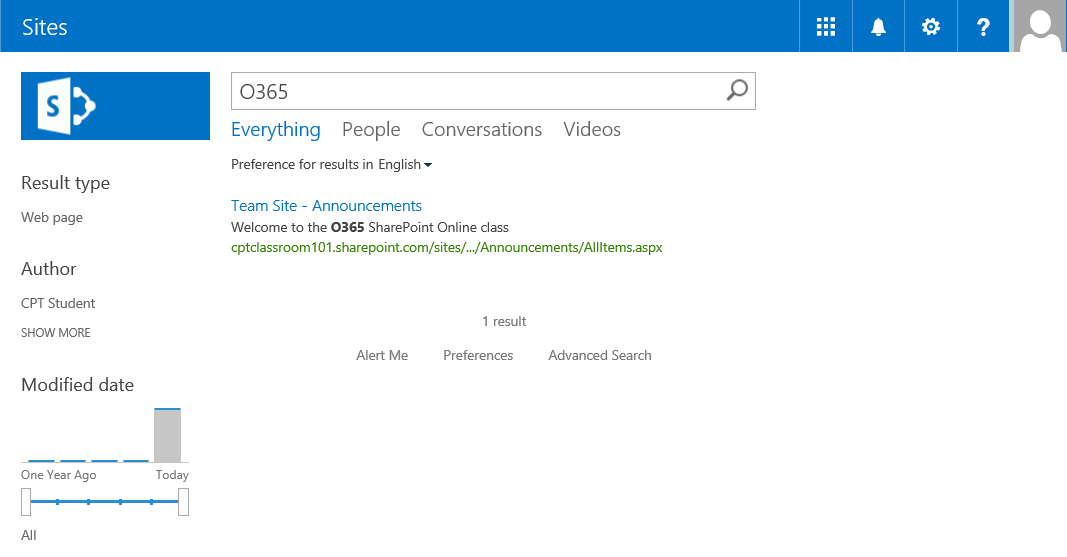 Sites
?
S
O365
Everything People Conversations Videos
Preference for results in English
Result type
Web page
Author
CPT Student
SHOW MORE
Modified date
One Year Ago Today
All
Team Site - Announcements
Welcome to the O365 SharePoint Online class
cptclassroom101.sharepoint.com/sites/.../Announcements/AllItems.aspx
1 result
Alert Me Preferences Advanced Search